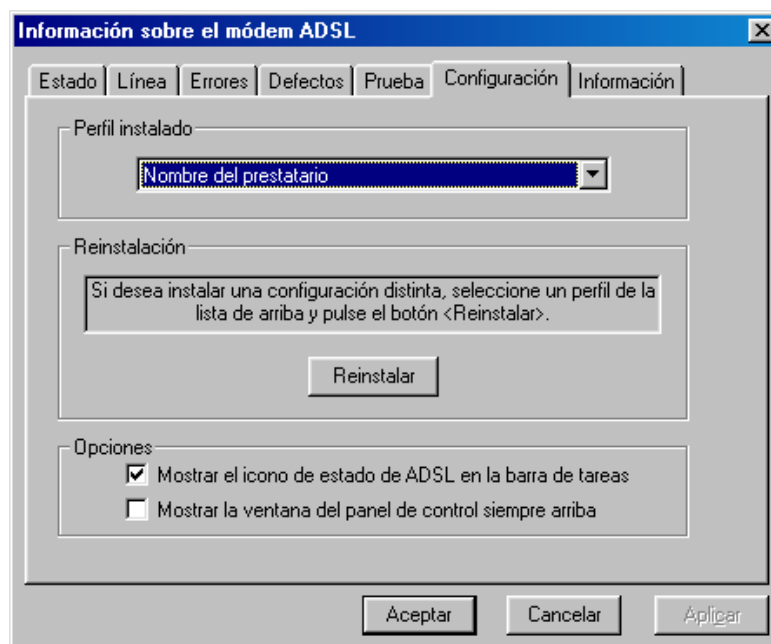 Información sobre el módem ADSL
Estado Línea Errores Defectos Prueba Configuración Información
Perfil instalado
Nombre del prestatario
Reinstalación
Si desea instalar una configuración distinta, seleccione un perfil de la
lista de arriba y pulse el botón <Reinstalar>.
Reinstalar
Opciones
Mostrar el icono de estado de ADSL en la barra de tareas
Mostrar la ventana del panel de control siempre arriba
Aceptar Cancelar Aplicar